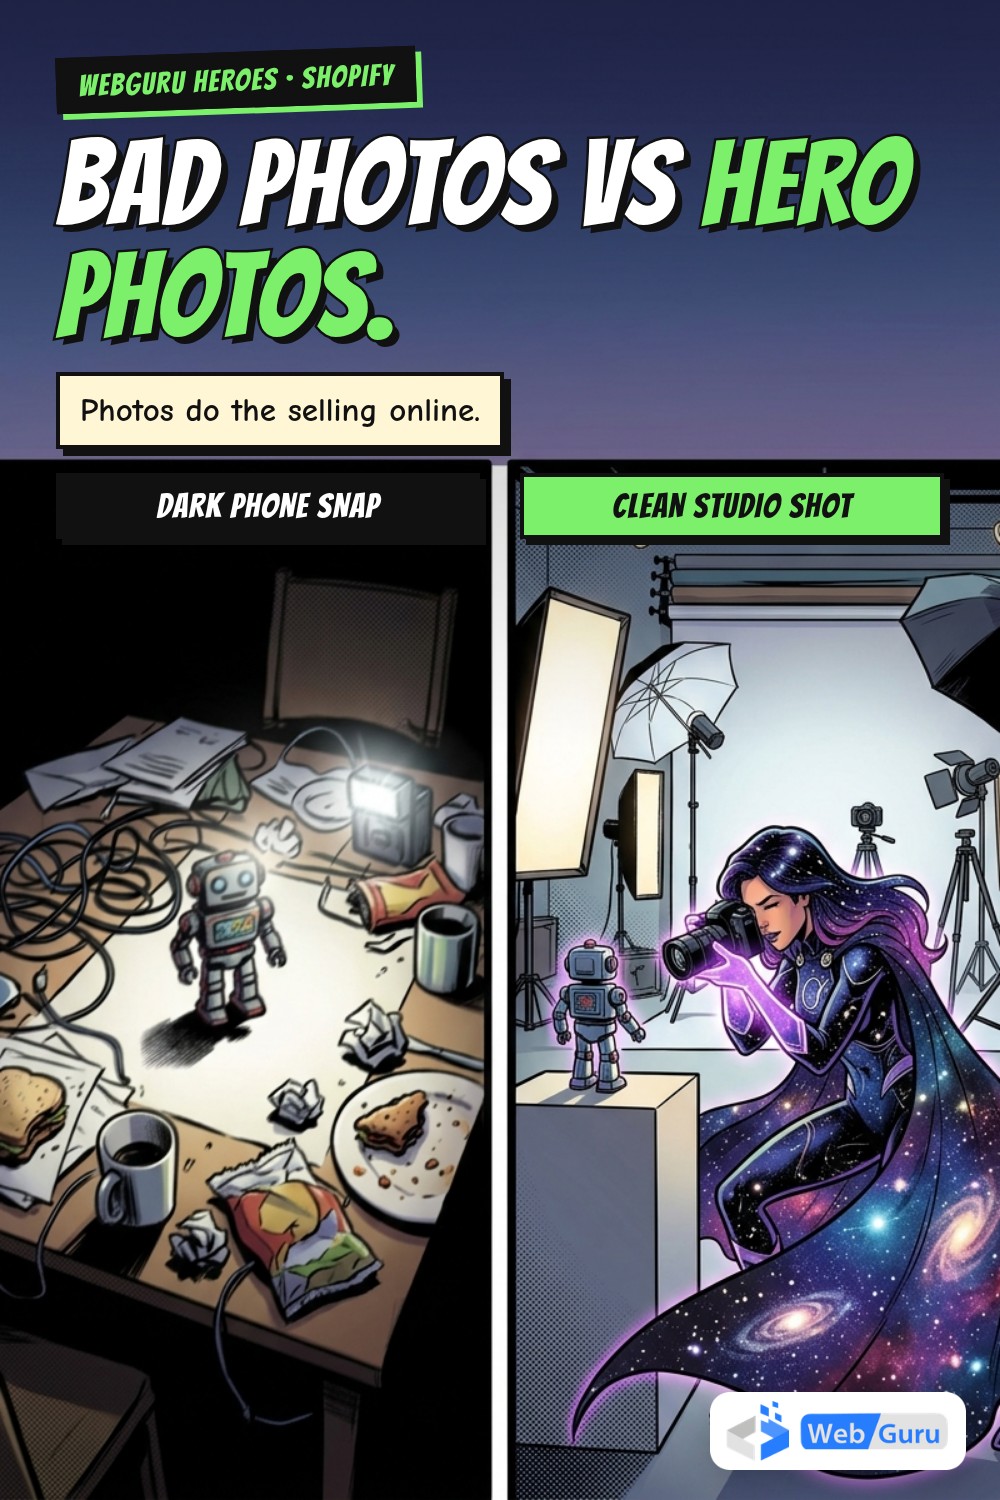 WEBGURU HEROES · SHOPIFY
BAD PHOTOS VS HERO
PHOTOS.
Photos do the selling online.
DARK PHONE SNAP
CLEAN STUDIO SHOT
Web Guru